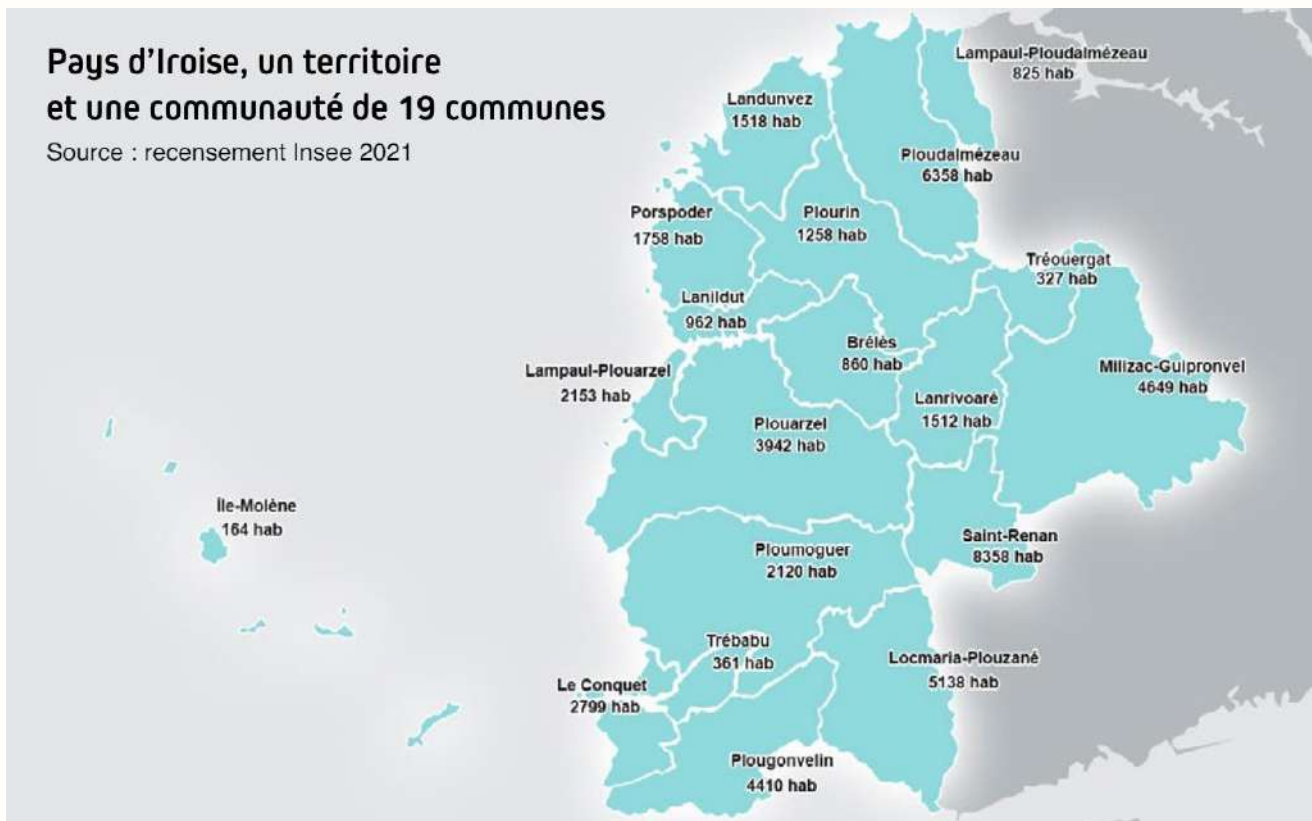 Pays d'Iroise, un territoire
et une communauté de 19 communes
Source : recensement Insee 2021
Lampaul-Ploudalmézeau
825 hab
Landunvez
1518 hab
Ploudalmézeau
6358 hab
Porspoder
1758 hab
Plourin
1258 hab
Tréouergat
327 hab
Lanildut
962 hab
Brélès
860 hab
Milizac-Guipronvel
4649 hab
Lampaul-Plouarzel
2153 hab
Lanrivoaré
1512 hab
Plouarzel
3942 hab
Île-Molène
164 hab
Saint-Renan
8358 hab
Ploumoguer
2120 hab
Trébabu
361 hab
Locmaria-Plouzané
5138 hab
Le Conquet
2799 hab
Plougonvelin
4410 hab